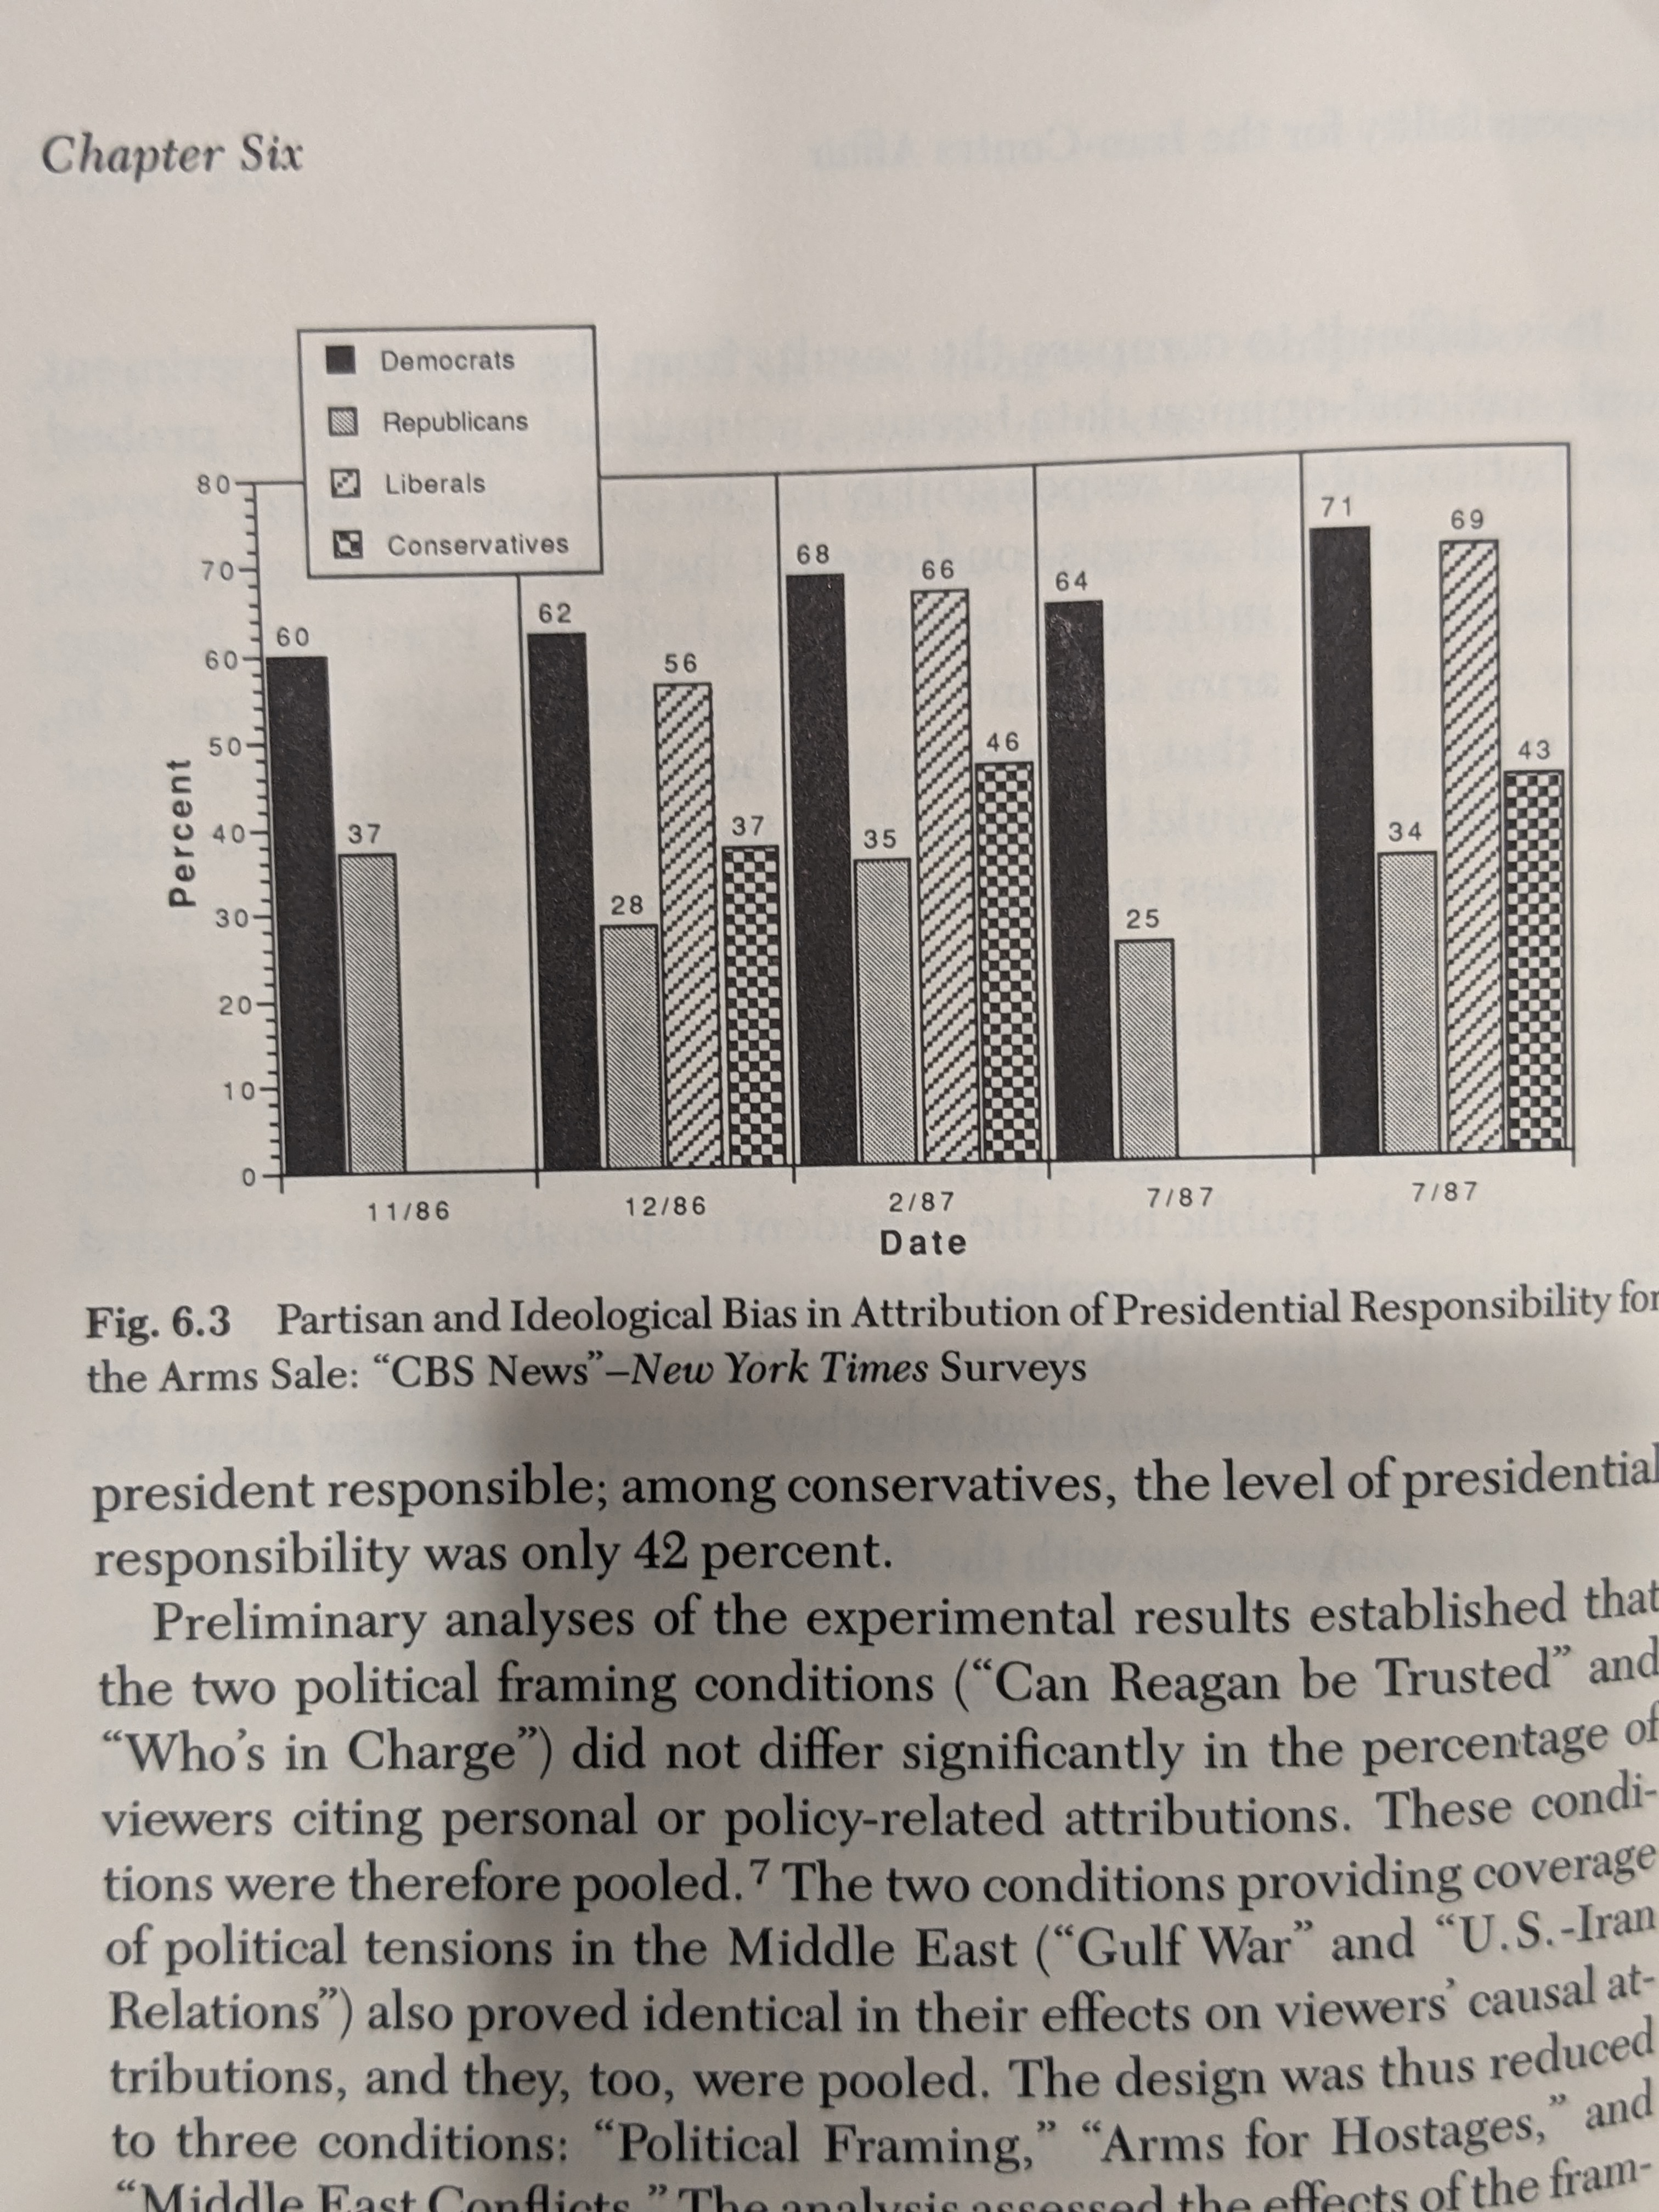 Chapter Six
Democrats
Republicans
Liberals
Conservatives
80
70
60
50
40
30
20
10
0
Percent
60
37
62
28
56
37
68
35
66
46
64
25
71
34
69
43
11/86
12/86
2/87
7/87
7/87
Date
Fig. 6.3 Partisan and Ideological Bias in Attribution of Presidential Responsibility for
the Arms Sale: “CBS News”–New York Times Surveys
president responsible; among conservatives, the level of presidential
responsibility was only 42 percent.
Preliminary analyses of the experimental results established that
the two political framing conditions (“Can Reagan be Trusted” and
“Who’s in Charge”) did not differ significantly in the percentage of
viewers citing personal or policy-related attributions. These condi-
tions were therefore pooled.7 The two conditions providing coverage
of political tensions in the Middle East (“Gulf War” and “U.S.-Iran
Relations”) also proved identical in their effects on viewers’ causal at-
tributions, and they, too, were pooled. The design was thus reduced
to three conditions: “Political Framing,” “Arms for Hostages,” and
“Middle East Conflicts.” The analysis assessed the effects of the fram-